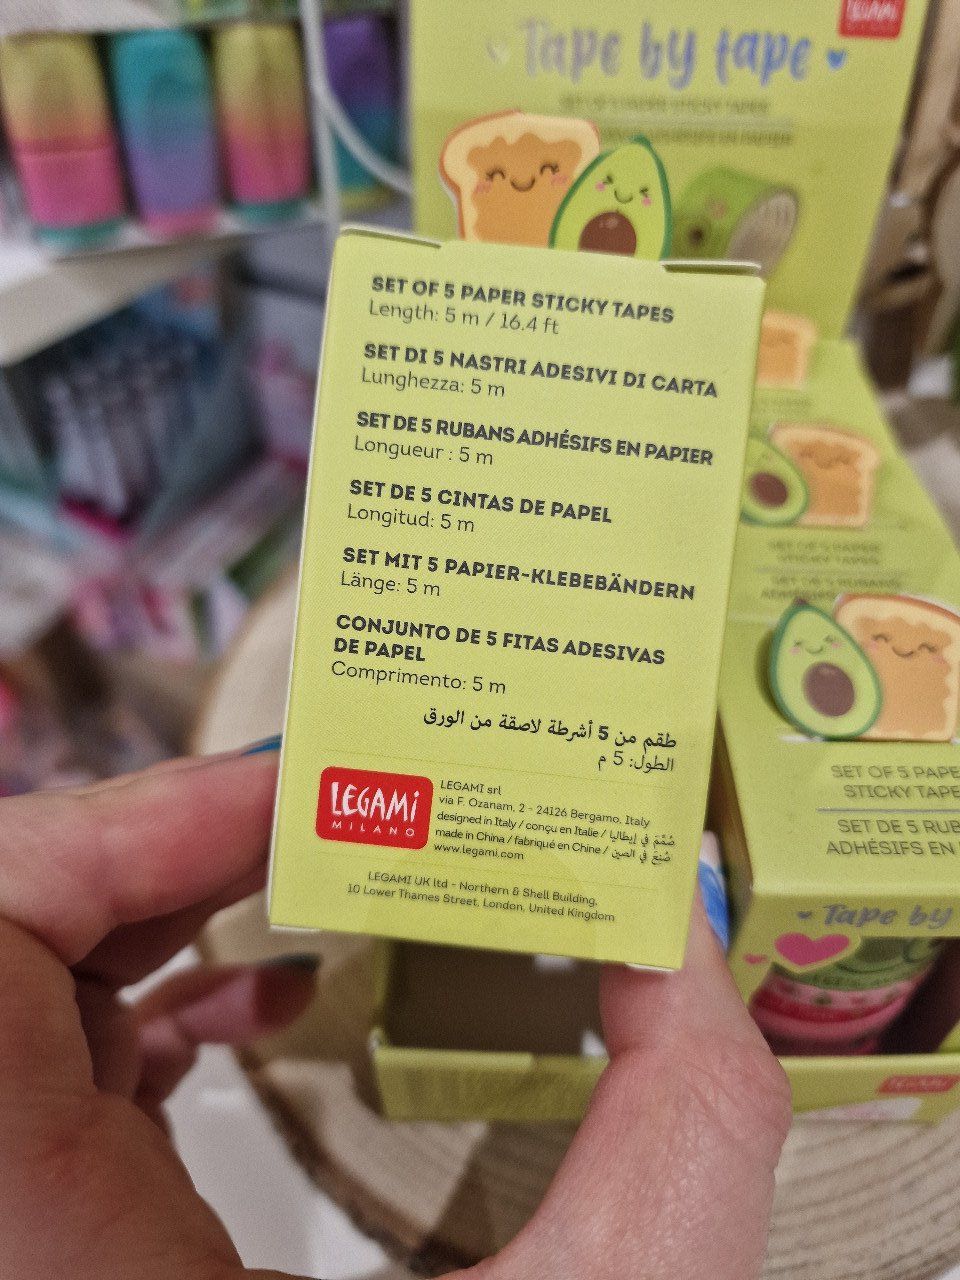 LEGAMI
Tape by tape
SET OF 5 PAPER STICKY TAPES
Length: 5 m / 16.4 ft
SET DI 5 NASTRI ADESIVI DI CARTA
Lunghezza: 5 m
SET DE 5 RUBANS ADHÉSIFS EN PAPIER
Longueur : 5 m
SET DE 5 CINTAS DE PAPEL
Longitud: 5 m
SET MIT 5 PAPIER-KLEBEBÄNDERN
Länge: 5 m
CONJUNTO DE 5 FITAS ADESIVAS
DE PAPEL
Comprimento: 5 m
طقم من 5 أشرطة لاصقة من الورق
الطول: 5 م
LEGAMI
MILANO
LEGAMI srl
via F. Ozanam, 2 - 24126 Bergamo, Italy
designed in Italy / conçu en Italie / صُمّمَ في إيطاليا
made in China / fabriqué en Chine / صُنِعَ في الصين
www.legami.com
LEGAMI UK ltd - Northern & Shell Building,
10 Lower Thames Street, London, United Kingdom
SET OF 5 PAPE
STICKY TAPE
SET DE 5 RUB
ADHÉSIFS EN
Tape by
LEGAMI